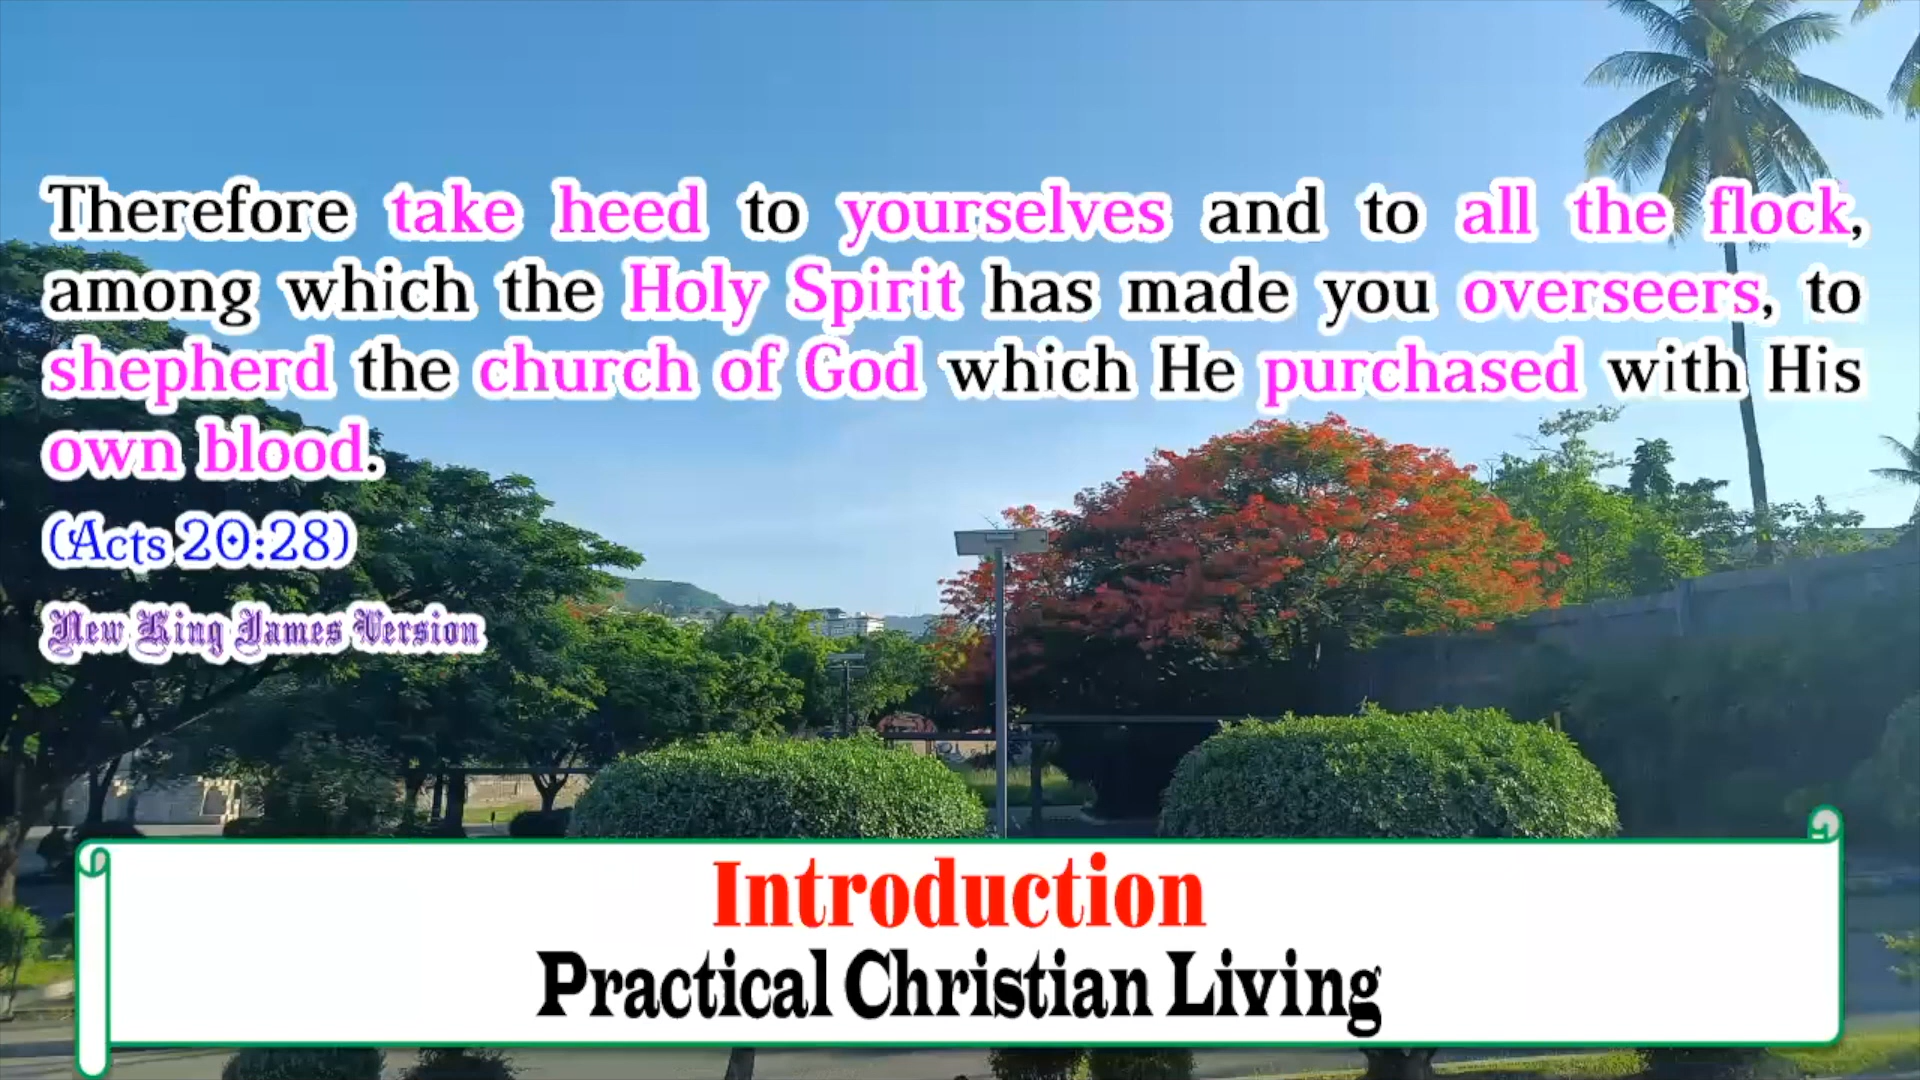 Therefore take heed to yourselves and to all the flock,
among which the Holy Spirit has made you overseers, to
shepherd the church of God which He purchased with His
own blood.
(Acts 20:28)
New King James Version
Introduction
Practical Christian Living